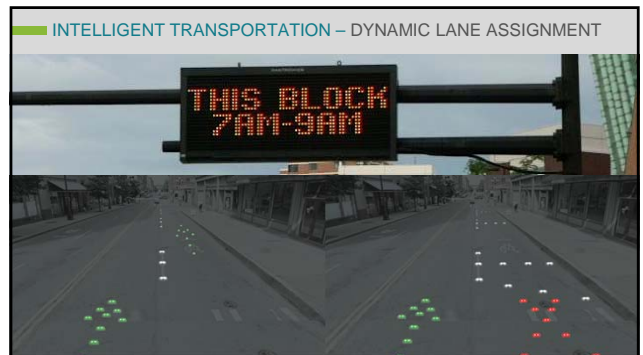 INTELLIGENT TRANSPORTATION – DYNAMIC LANE ASSIGNMENT
THIS BLOCK
7AM-9AM